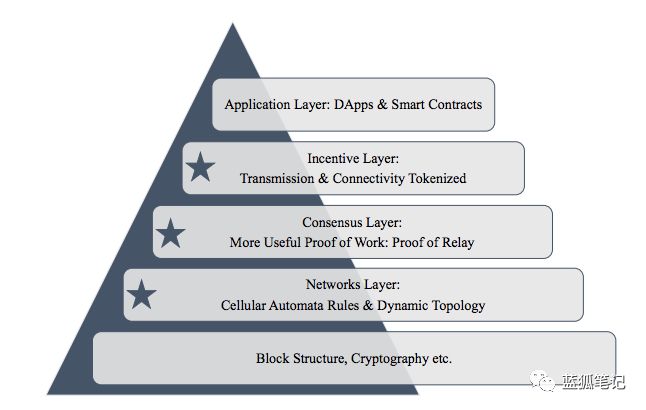 Application Layer: DApps & Smart Contracts
Incentive Layer:
Transmission & Connectivity Tokenized
Consensus Layer:
More Useful Proof of Work: Proof of Relay
Networks Layer:
Cellular Automata Rules & Dynamic Topology
Block Structure, Cryptography etc.
蓝狐笔记